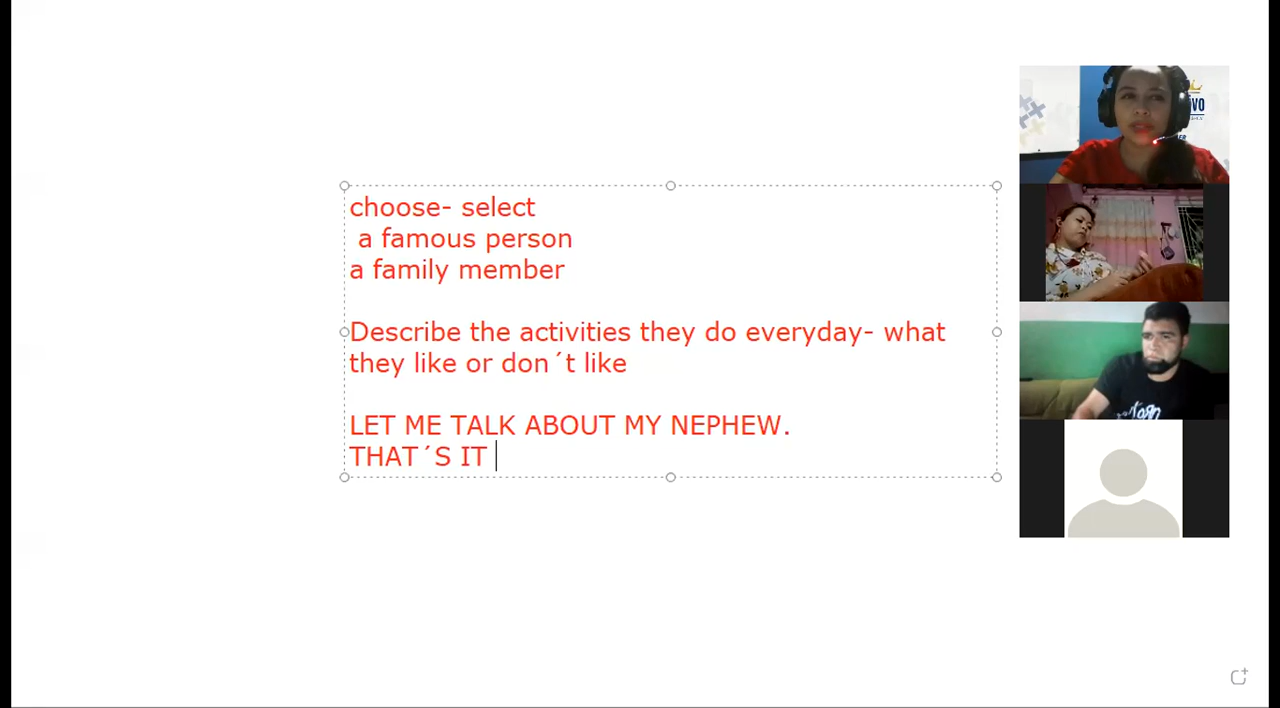 choose- select
a famous person
a family member
Describe the activities they do everyday- what
they like or don´t like
LET ME TALK ABOUT MY NEPHEW.
THAT´S IT